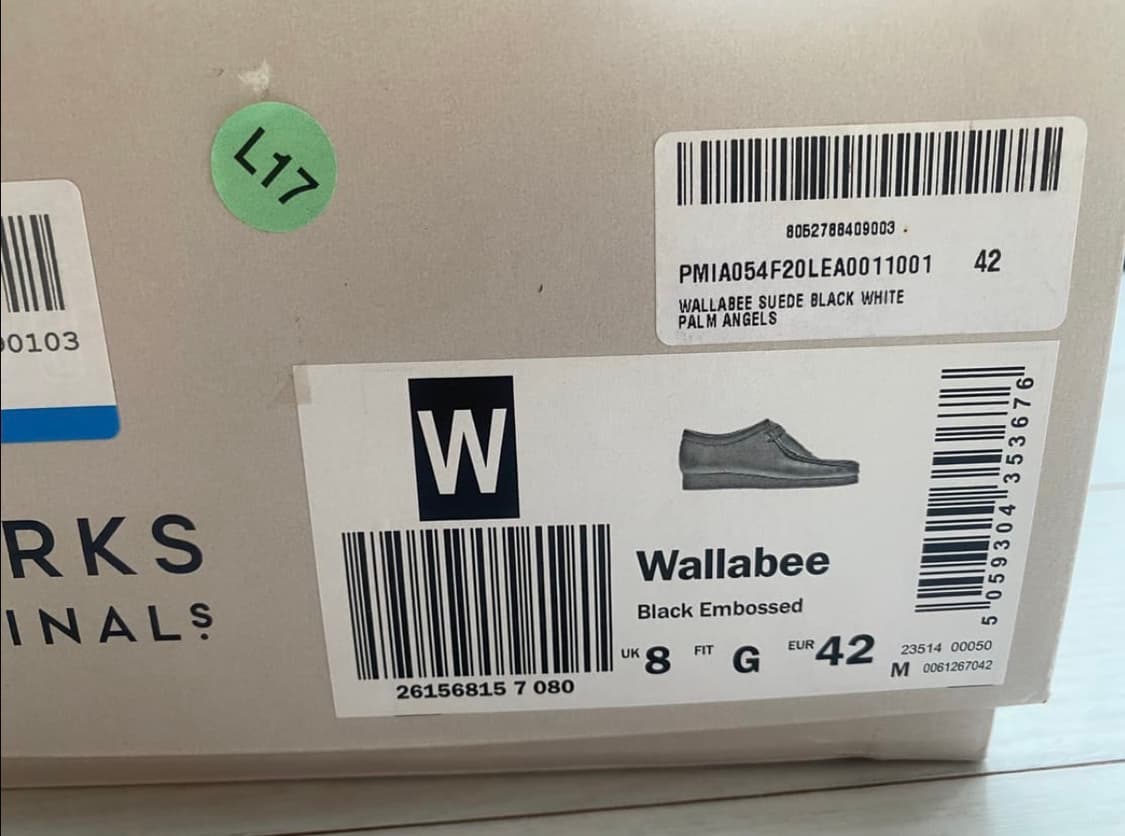 L17
8052788409003
PMIA054F20LEA0011001 42
WALLABEE SUEDE BLACK WHITE
PALM ANGELS
0103
RKS
INALS
W
Wallabee
Black Embossed
UK 8 FIT G EUR 42
26156815 7 080
5 059304 353676
23514 00050
M 0061267042